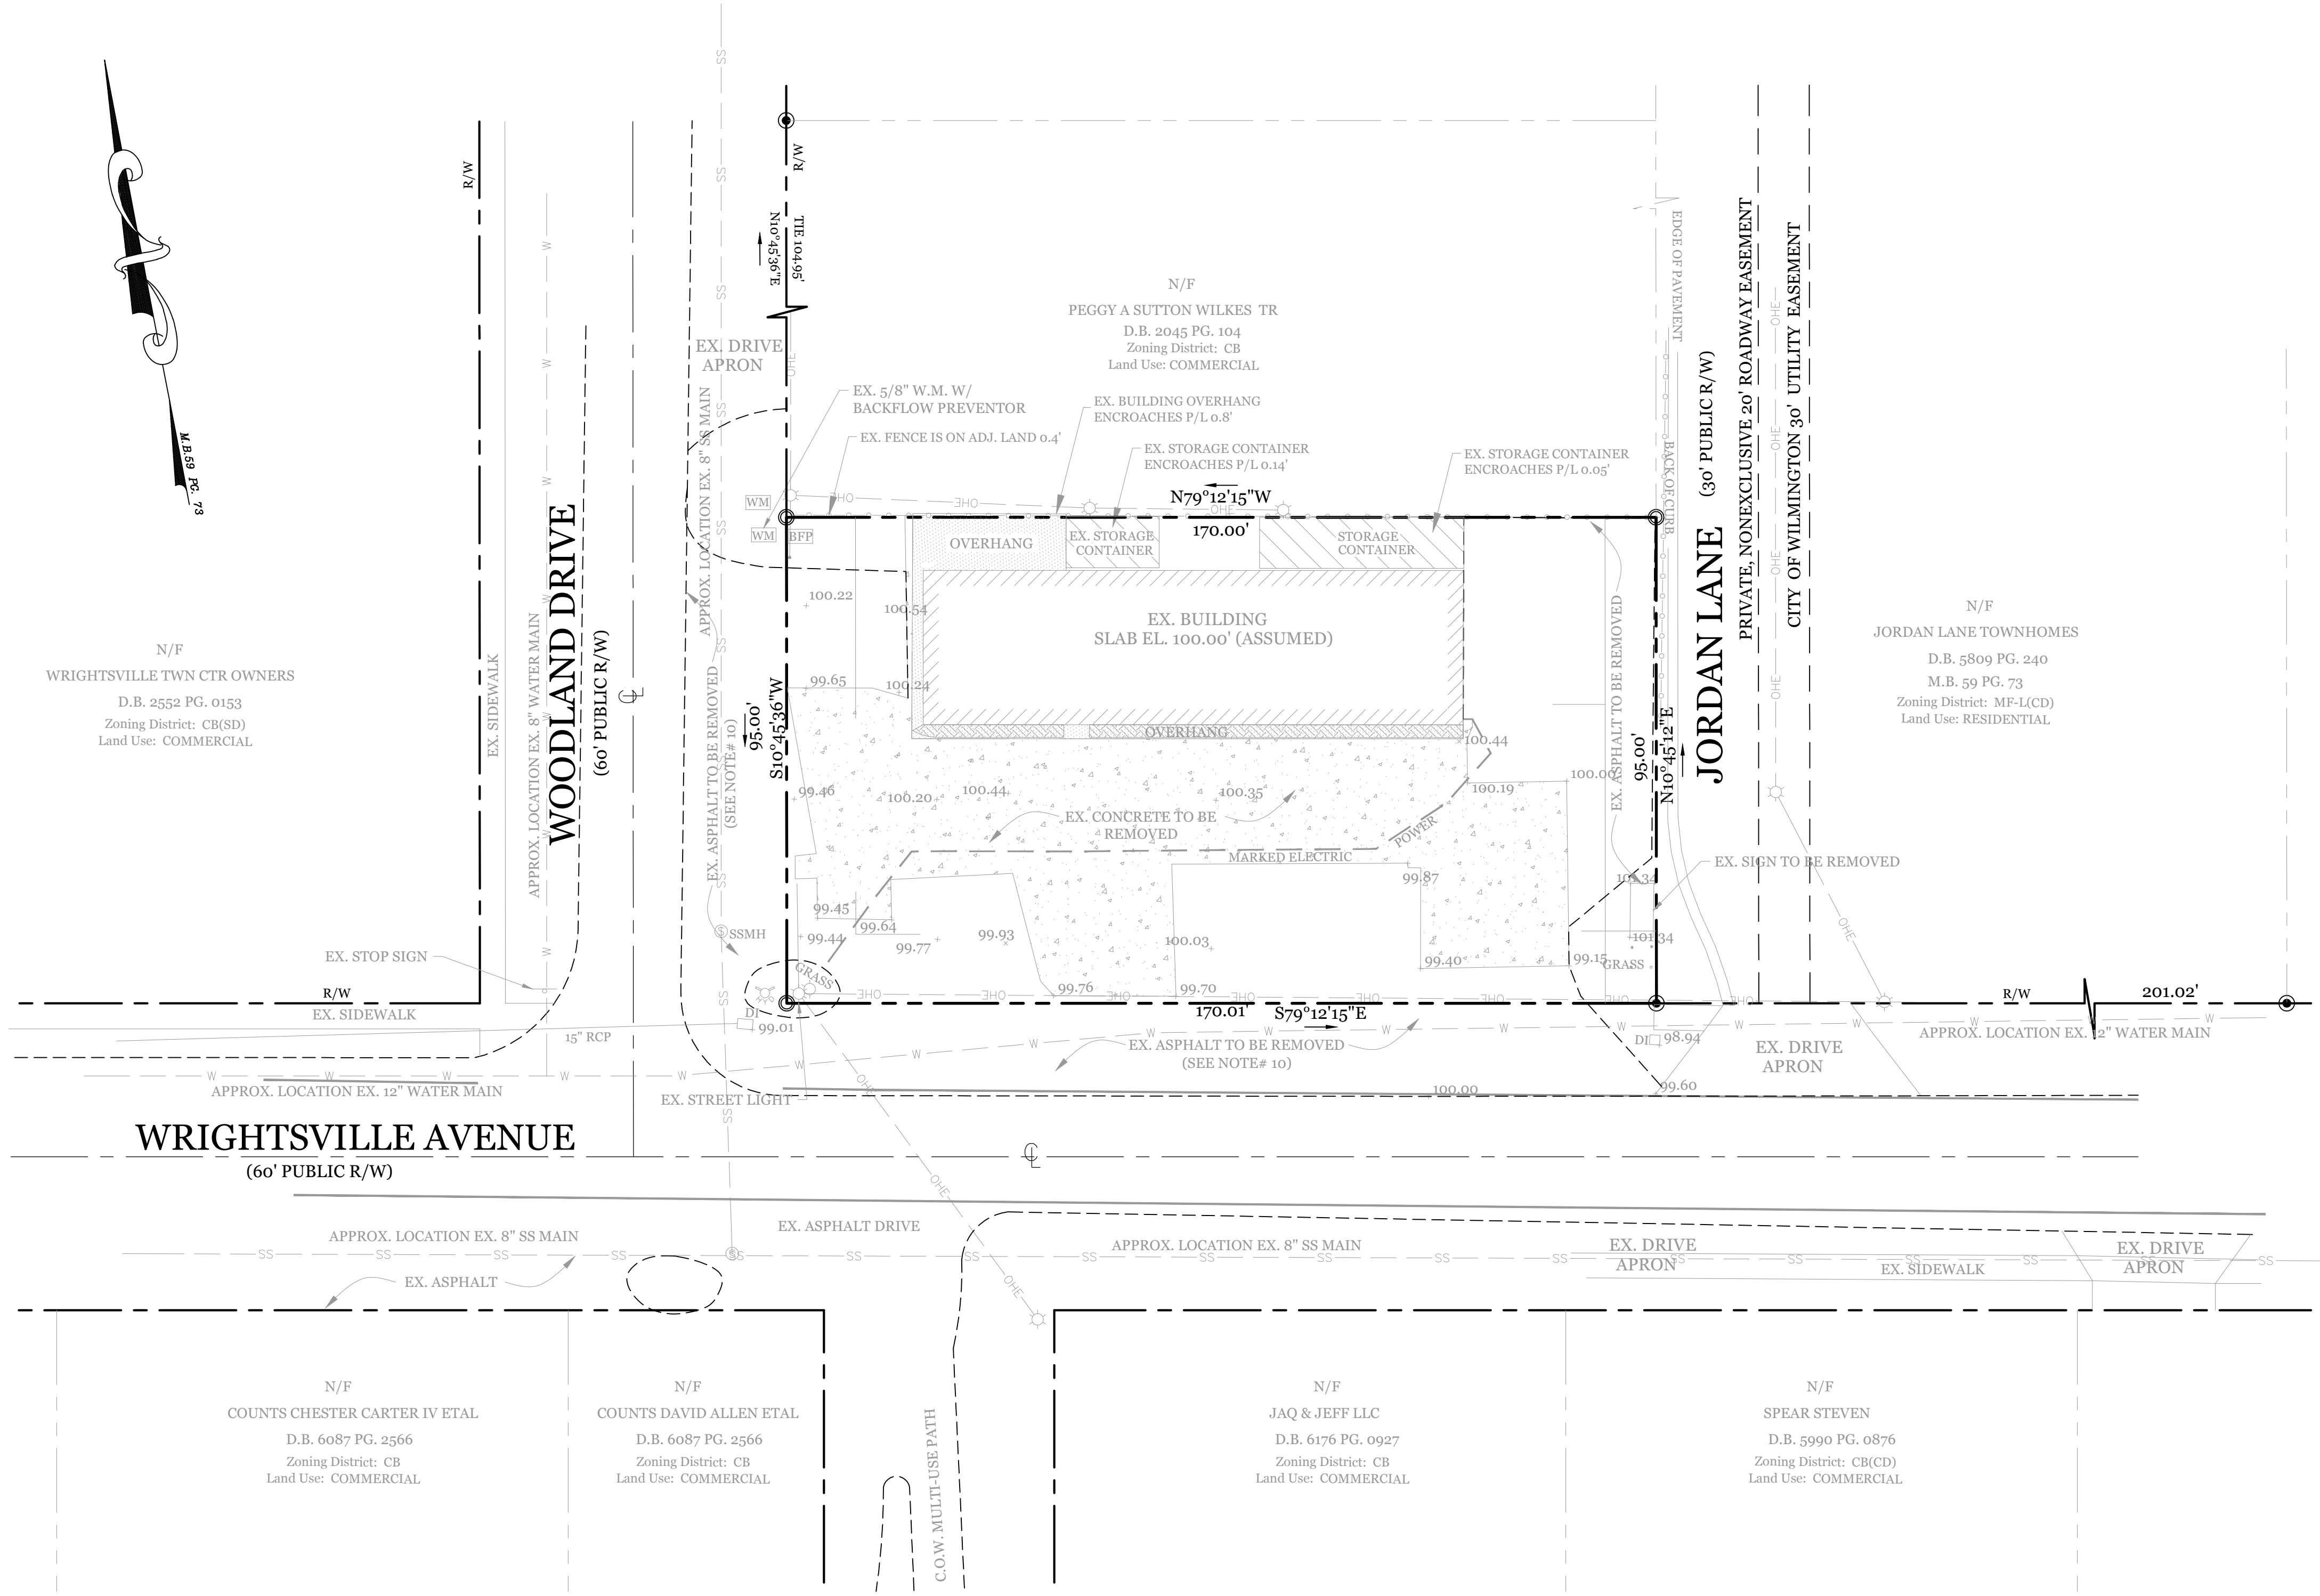 M.B.59 PG. 73
R/W
R/W
TIE 104.95'
N10°45'36"E
N/F
PEGGY A SUTTON WILKES TR
D.B. 2045 PG. 104
Zoning District: CB
Land Use: COMMERCIAL
EX. DRIVE
APRON
EX. 5/8" W.M. W/
BACKFLOW PREVENTOR
EX. FENCE IS ON ADJ. LAND 0.4'
EX. BUILDING OVERHANG
ENCROACHES P/L 0.8'
EX. STORAGE CONTAINER
ENCROACHES P/L 0.14'
EX. STORAGE CONTAINER
ENCROACHES P/L 0.05'
EDGE OF PAVEMENT
BACK OF CURB
JORDAN LANE
(30' PUBLIC R/W)
PRIVATE, NONEXCLUSIVE 20' ROADWAY EASEMENT
CITY OF WILMINGTON 30' UTILITY EASEMENT
N79°12'15"W
170.00'
WM
WM
BFP
OVERHANG
EX. STORAGE
CONTAINER
STORAGE
CONTAINER
EX. BUILDING
SLAB EL. 100.00' (ASSUMED)
OVERHANG
N/F
WRIGHTSVILLE TWN CTR OWNERS
D.B. 2552 PG. 0153
Zoning District: CB(SD)
Land Use: COMMERCIAL
EX. SIDEWALK
APPROX. LOCATION EX. 8" WATER MAIN
WOODLAND DRIVE
(60' PUBLIC R/W)
APPROX. LOCATION EX. 8" SS MAIN
EX. ASPHALT TO BE REMOVED
(SEE NOTE# 10)
95.00'
S10°45'36"W
EX. ASPHALT TO BE REMOVED
95.00'
N10°45'12"E
N/F
JORDAN LANE TOWNHOMES
D.B. 5809 PG. 240
M.B. 59 PG. 73
Zoning District: MF-L(CD)
Land Use: RESIDENTIAL
100.22
100.54
99.65
100.24
99.46
100.20
100.44
100.35
100.44
100.00
100.19
EX. CONCRETE TO BE
REMOVED
POWER
MARKED ELECTRIC
99.87
101.34
EX. SIGN TO BE REMOVED
99.45
99.64
99.44
99.77
99.93
100.03
101.34
99.40
99.15
GRASS
SSMH
GRASS
99.76
99.70
EX. STOP SIGN
R/W
EX. SIDEWALK
15" RCP
DI
99.01
170.01'
S79°12'15"E
EX. ASPHALT TO BE REMOVED
(SEE NOTE# 10)
DI
98.94
R/W
201.02'
APPROX. LOCATION EX. 12" WATER MAIN
EX. DRIVE
APRON
APPROX. LOCATION EX. 12" WATER MAIN
EX. STREET LIGHT
100.00
99.60
WRIGHTSVILLE AVENUE
(60' PUBLIC R/W)
APPROX. LOCATION EX. 8" SS MAIN
EX. ASPHALT DRIVE
APPROX. LOCATION EX. 8" SS MAIN
EX. DRIVE
APRON
EX. SIDEWALK
EX. DRIVE
APRON
EX. ASPHALT
N/F
COUNTS CHESTER CARTER IV ETAL
D.B. 6087 PG. 2566
Zoning District: CB
Land Use: COMMERCIAL
N/F
COUNTS DAVID ALLEN ETAL
D.B. 6087 PG. 2566
Zoning District: CB
Land Use: COMMERCIAL
C.O.W. MULTI-USE PATH
N/F
JAQ & JEFF LLC
D.B. 6176 PG. 0927
Zoning District: CB
Land Use: COMMERCIAL
N/F
SPEAR STEVEN
D.B. 5990 PG. 0876
Zoning District: CB(CD)
Land Use: COMMERCIAL